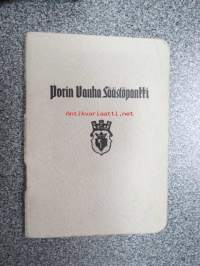 Porin Vanha Säästöpankki
antikvariaatti.net